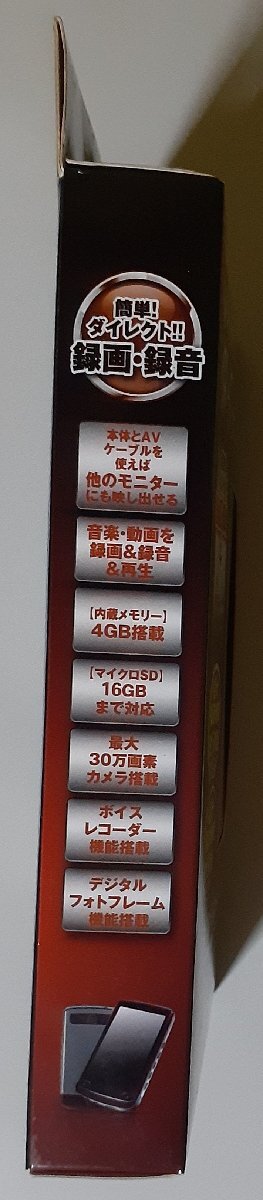 簡単!
ダイレクト!!
録画・録音
本体とAV
ケーブルを
使えば
他のモニター
にも映し出せる
音楽・動画を
録画&録音
&再生
【内蔵メモリー】
4GB搭載
【マイクロSD】
16GB
まで対応
最大
30万画素
カメラ搭載
ボイス
レコーダー
機能搭載
デジタル
フォトフレーム
機能搭載